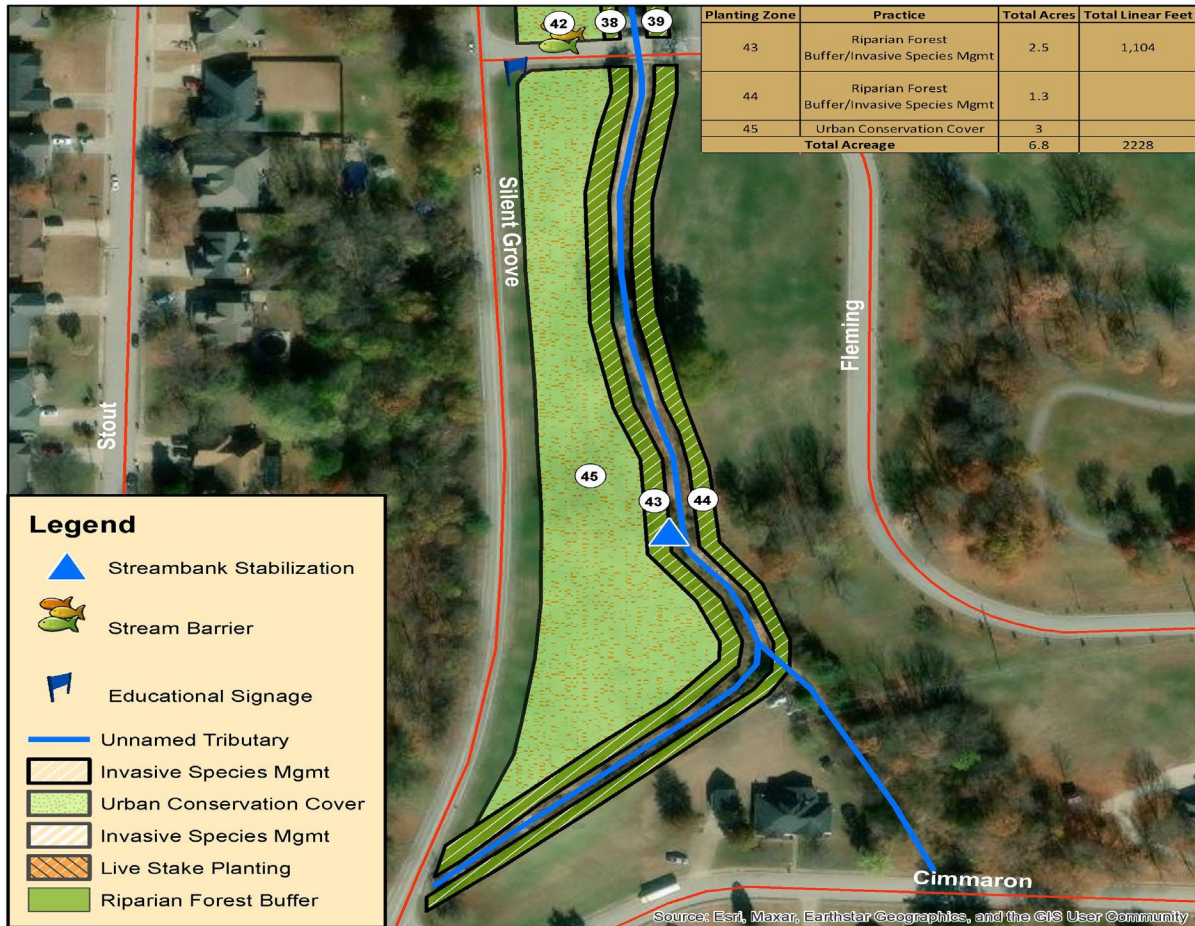 42
38
39
Planting Zone Practice Total Acres Total Linear Feet
43 Riparian Forest Buffer/Invasive Species Mgmt 2.5 1,104
44 Riparian Forest Buffer/Invasive Species Mgmt 1.3
45 Urban Conservation Cover 3
Total Acreage 6.8 2228
Silent Grove
Stout
Fleming
45
43
44
Legend
Streambank Stabilization
Stream Barrier
Educational Signage
Unnamed Tributary
Invasive Species Mgmt
Urban Conservation Cover
Invasive Species Mgmt
Live Stake Planting
Riparian Forest Buffer
Cimmaron
Source: Esri, Maxar, Earthstar Geographics, and the GIS User Community